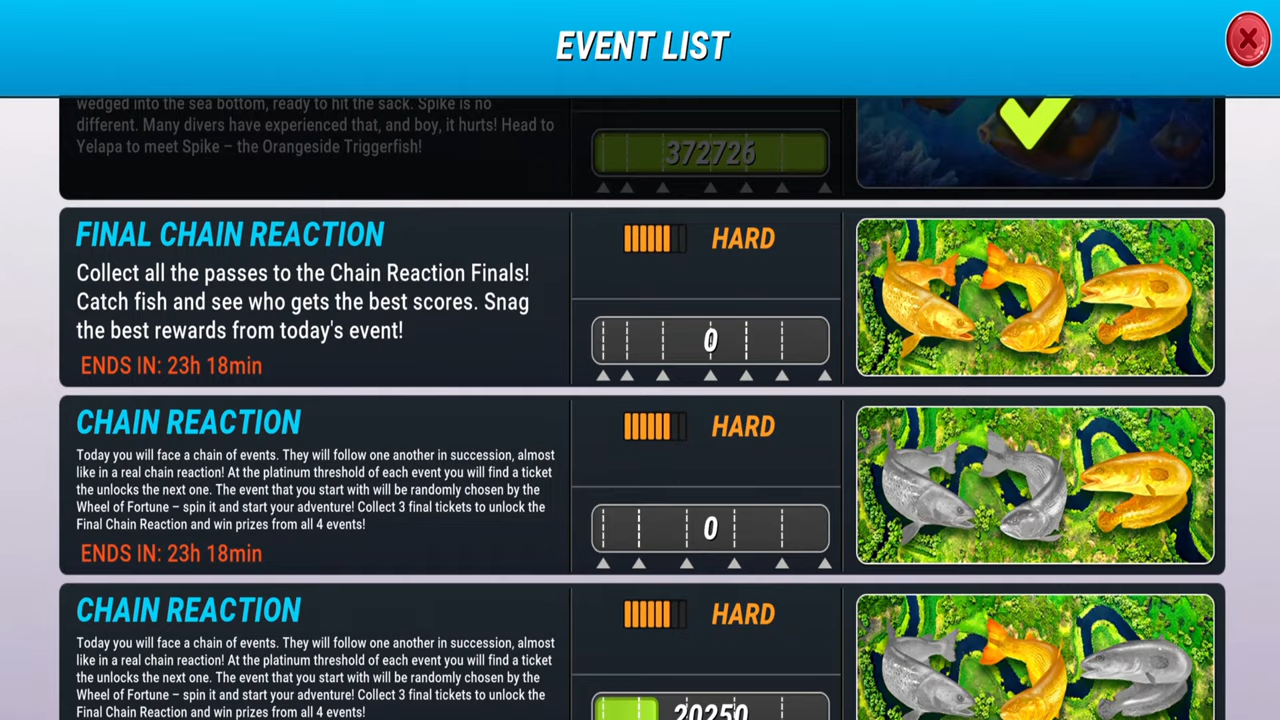 EVENT LIST
wedged into the sea bottom, ready to hit the sack. Spike is no
different. Many divers have experienced that, and boy, it hurts! Head to
Yelapa to meet Spike – the Orangeside Triggerfish!
372726
FINAL CHAIN REACTION
HARD
Collect all the passes to the Chain Reaction Finals!
Catch fish and see who gets the best scores. Snag
the best rewards from today's event!
0
ENDS IN: 23h 18min
CHAIN REACTION
HARD
Today you will face a chain of events. They will follow one another in succession, almost
like in a real chain reaction! At the platinum threshold of each event you will find a ticket
the unlocks the next one. The event that you start with will be randomly chosen by the
Wheel of Fortune – spin it and start your adventure! Collect 3 final tickets to unlock the
Final Chain Reaction and win prizes from all 4 events!
0
ENDS IN: 23h 18min
CHAIN REACTION
HARD
Today you will face a chain of events. They will follow one another in succession, almost
like in a real chain reaction! At the platinum threshold of each event you will find a ticket
the unlocks the next one. The event that you start with will be randomly chosen by the
Wheel of Fortune – spin it and start your adventure! Collect 3 final tickets to unlock the
Final Chain Reaction and win prizes from all 4 events!
20250